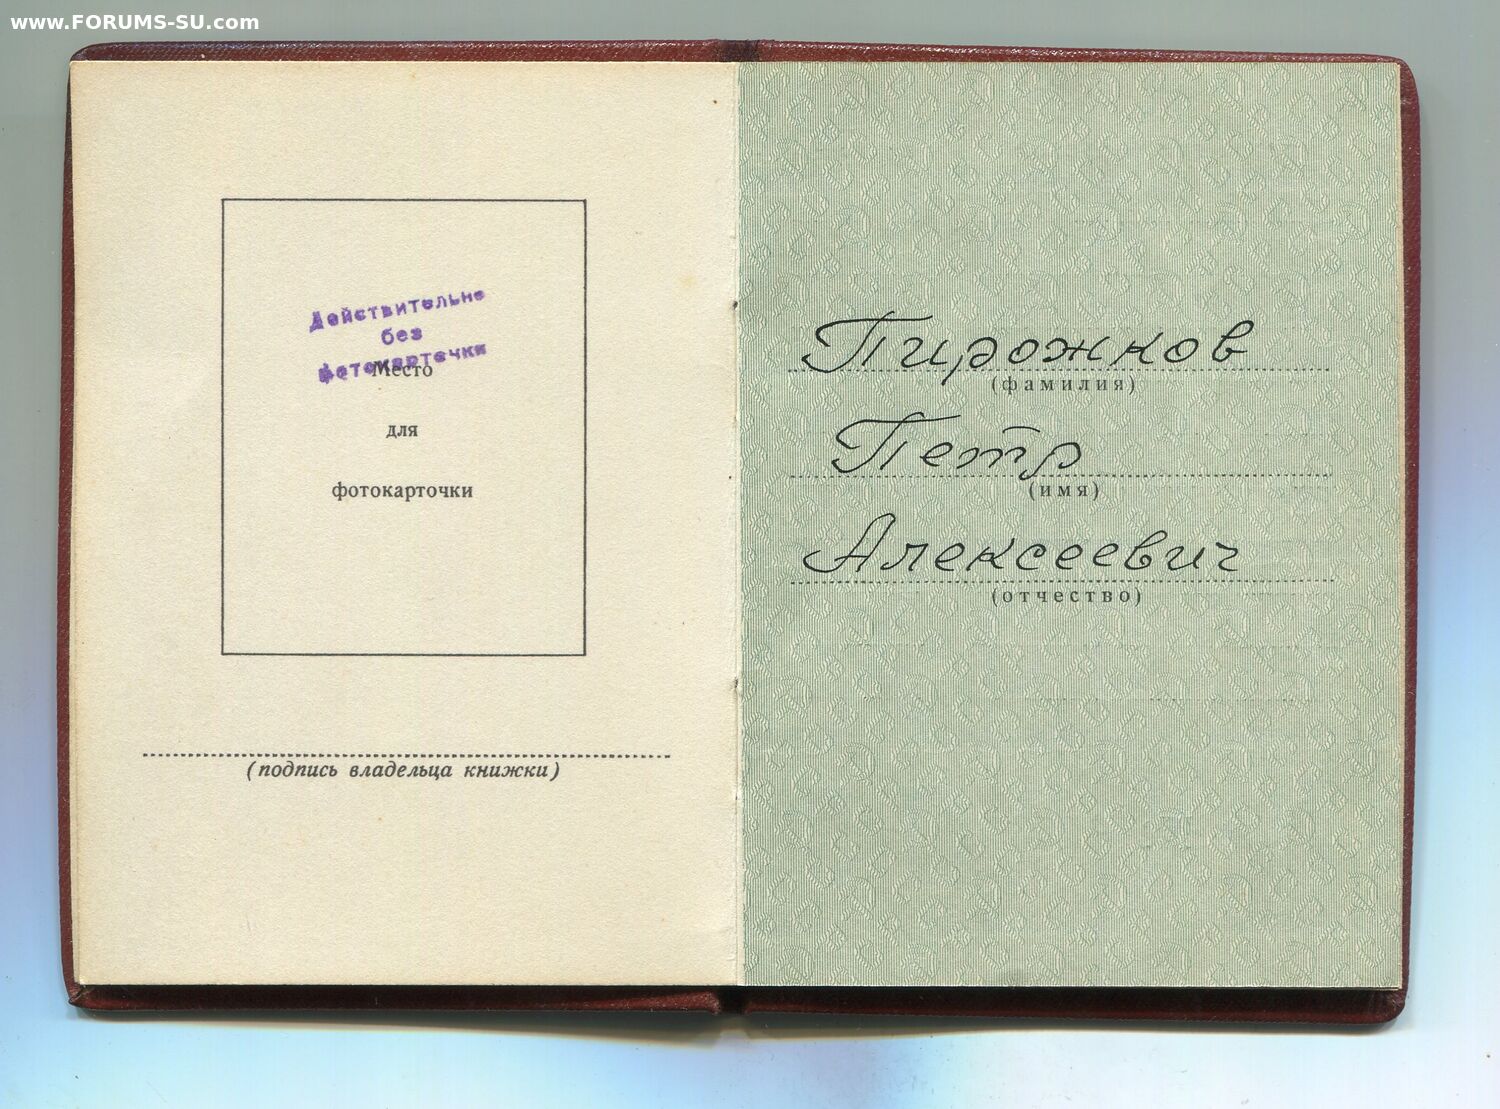 www.FORUMS-SU.com
Действительно
без
фотокарточки
Место
для
фотокарточки
(подпись владельца книжки)
Пирожков
(фамилия)
Петр
(имя)
Алексеевич
(отчество)